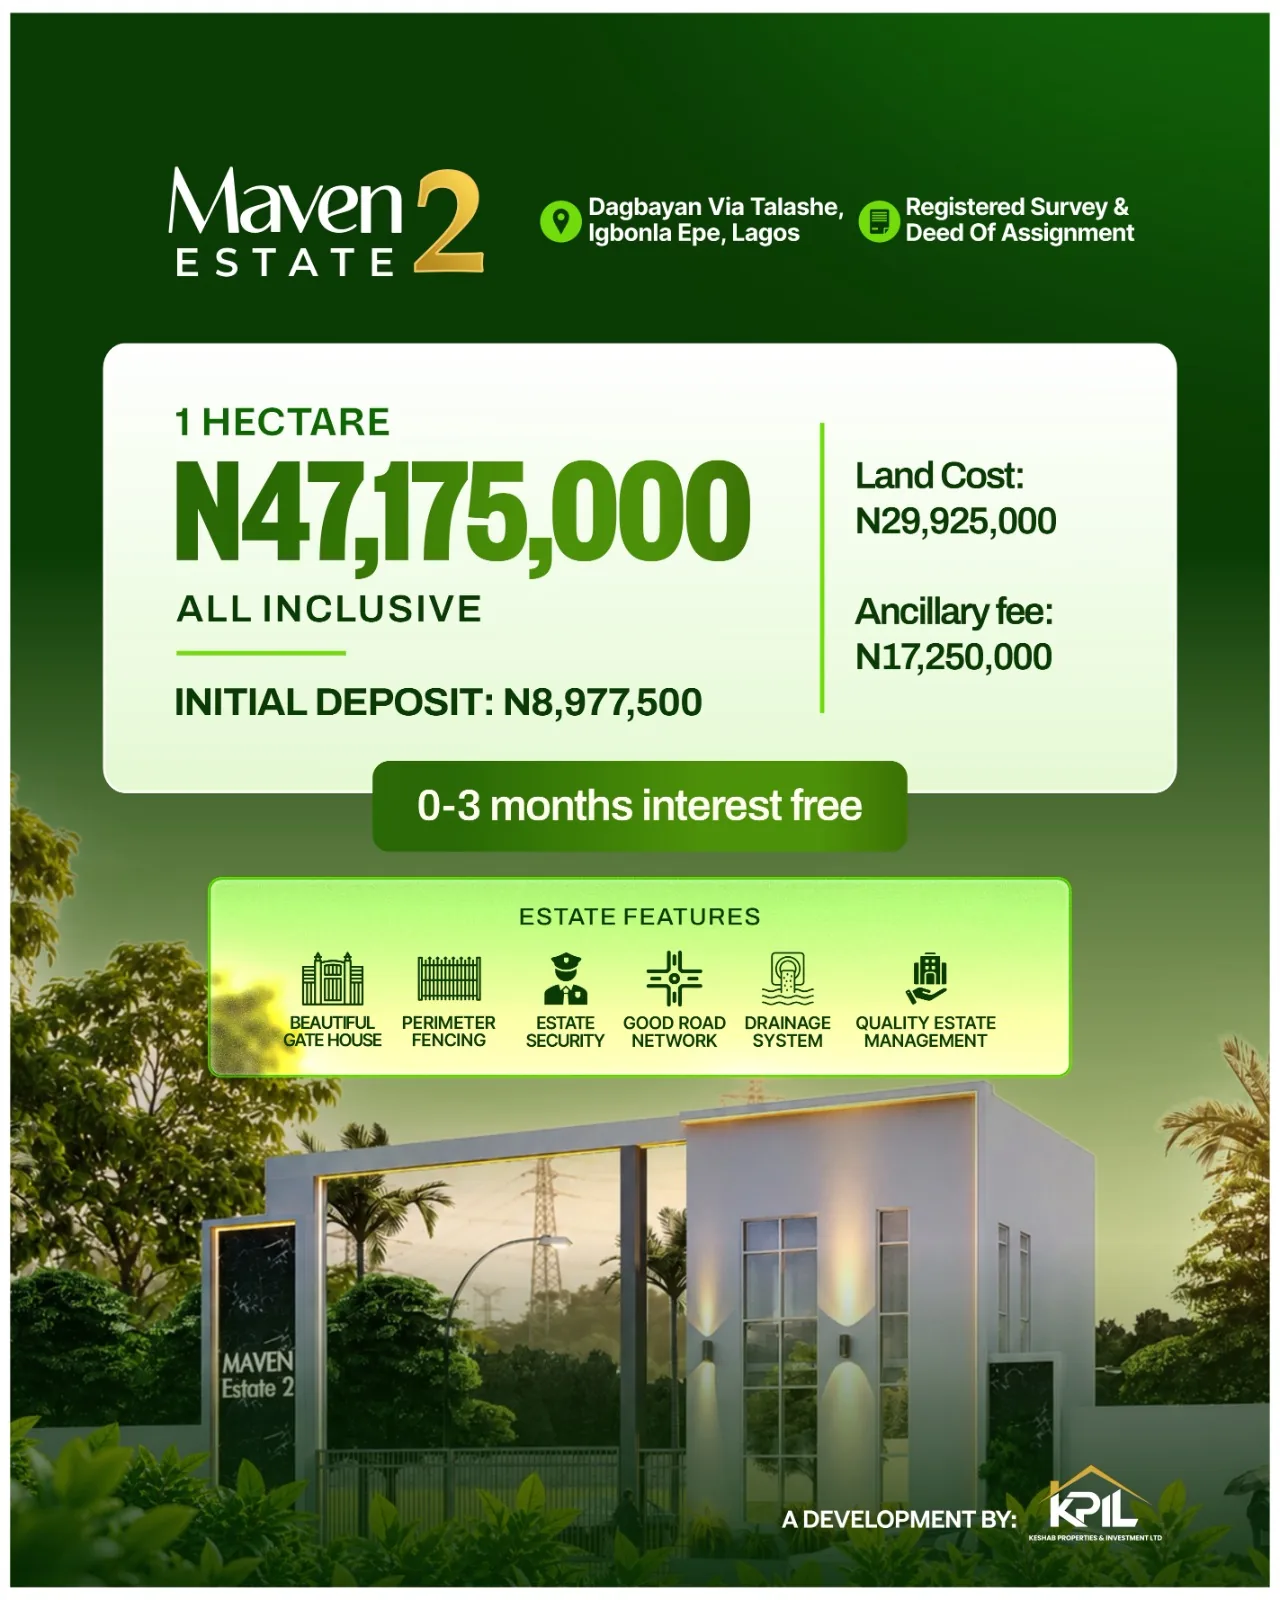 Maven 2
ESTATE
Dagbayan Via Talashe,
Igbonla Epe, Lagos
Registered Survey &
Deed Of Assignment
1 HECTARE
N47,175,000
ALL INCLUSIVE
INITIAL DEPOSIT: N8,977,500
Land Cost:
N29,925,000
Ancillary fee:
N17,250,000
0-3 months interest free
ESTATE FEATURES
BEAUTIFUL
GATE HOUSE
PERIMETER
FENCING
ESTATE
SECURITY
GOOD ROAD
NETWORK
DRAINAGE
SYSTEM
QUALITY ESTATE
MANAGEMENT
MAVEN
Estate 2
A DEVELOPMENT BY:
KPIL
KESHAB PROPERTIES & INVESTMENT LTD